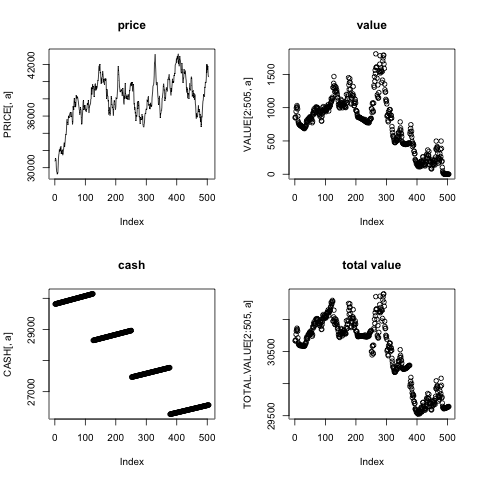 price
PRICE[, a]
30000 36000 42000
0 100 200 300 400 500
Index
value
VALUE[2:505, a]
0 500 1000 1500
0 100 200 300 400 500
Index
cash
CASH[, a]
27000 29000
0 100 200 300 400 500
Index
total value
TOTAL.VALUE[2:505, a]
29500 30500
0 100 200 300 400 500
Index